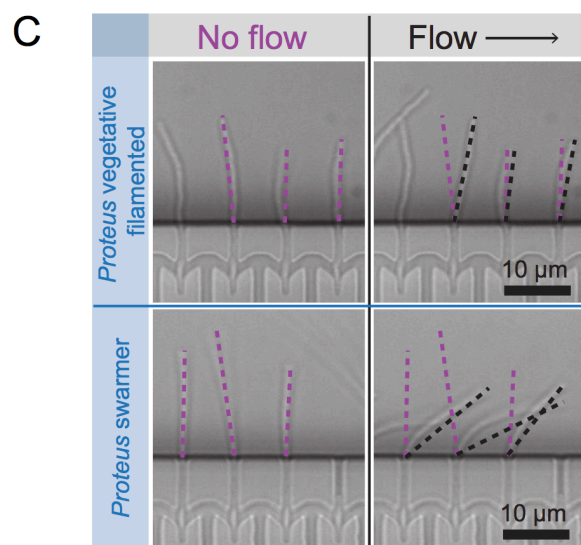 C
No flow
Flow
Proteus vegetative
filamented
10 μm
Proteus swarmer
10 μm